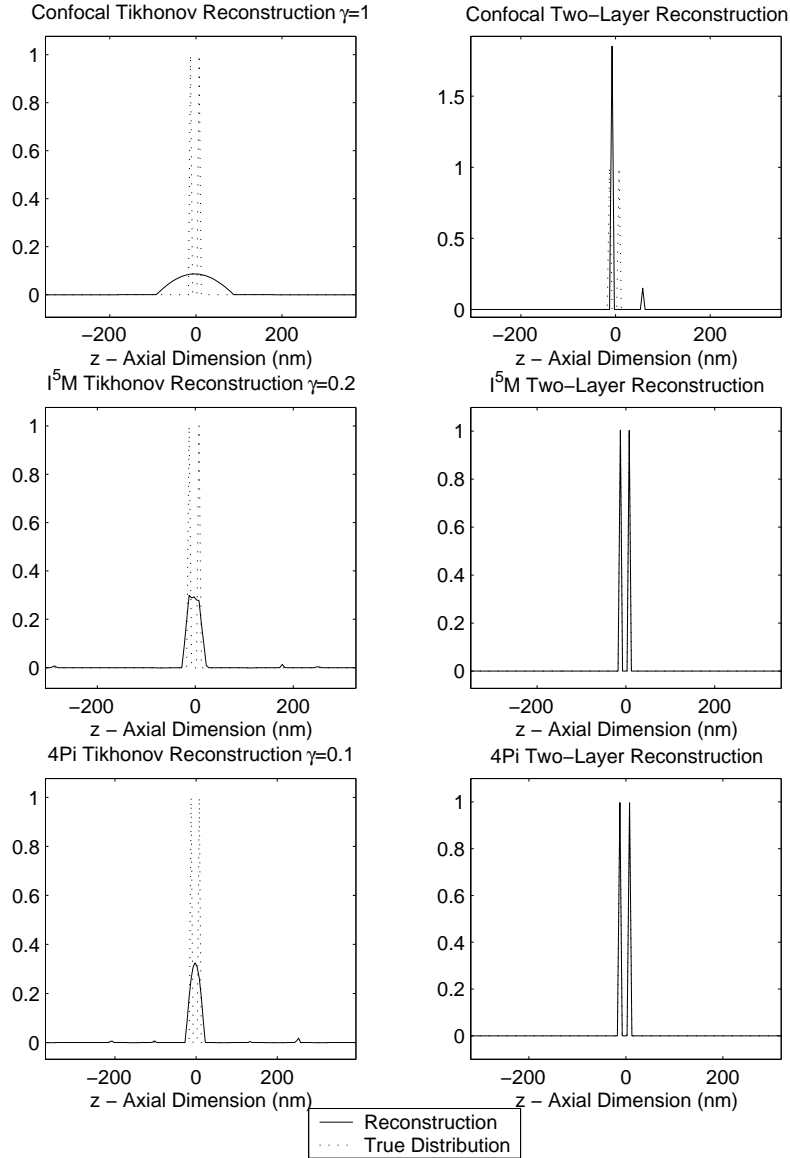 Confocal Tikhonov Reconstruction γ=1
1
0.8
0.6
0.4
0.2
0
−200 0 200
z − Axial Dimension (nm)
Confocal Two−Layer Reconstruction
1.5
1
0.5
0
−200 0 200
z − Axial Dimension (nm)
I⁵M Tikhonov Reconstruction γ=0.2
1
0.8
0.6
0.4
0.2
0
−200 0 200
z − Axial Dimension (nm)
I⁵M Two−Layer Reconstruction
1
0.8
0.6
0.4
0.2
0
−200 0 200
z − Axial Dimension (nm)
4Pi Tikhonov Reconstruction γ=0.1
1
0.8
0.6
0.4
0.2
0
−200 0 200
z − Axial Dimension (nm)
4Pi Two−Layer Reconstruction
1
0.8
0.6
0.4
0.2
0
−200 0 200
z − Axial Dimension (nm)
Reconstruction
True Distribution